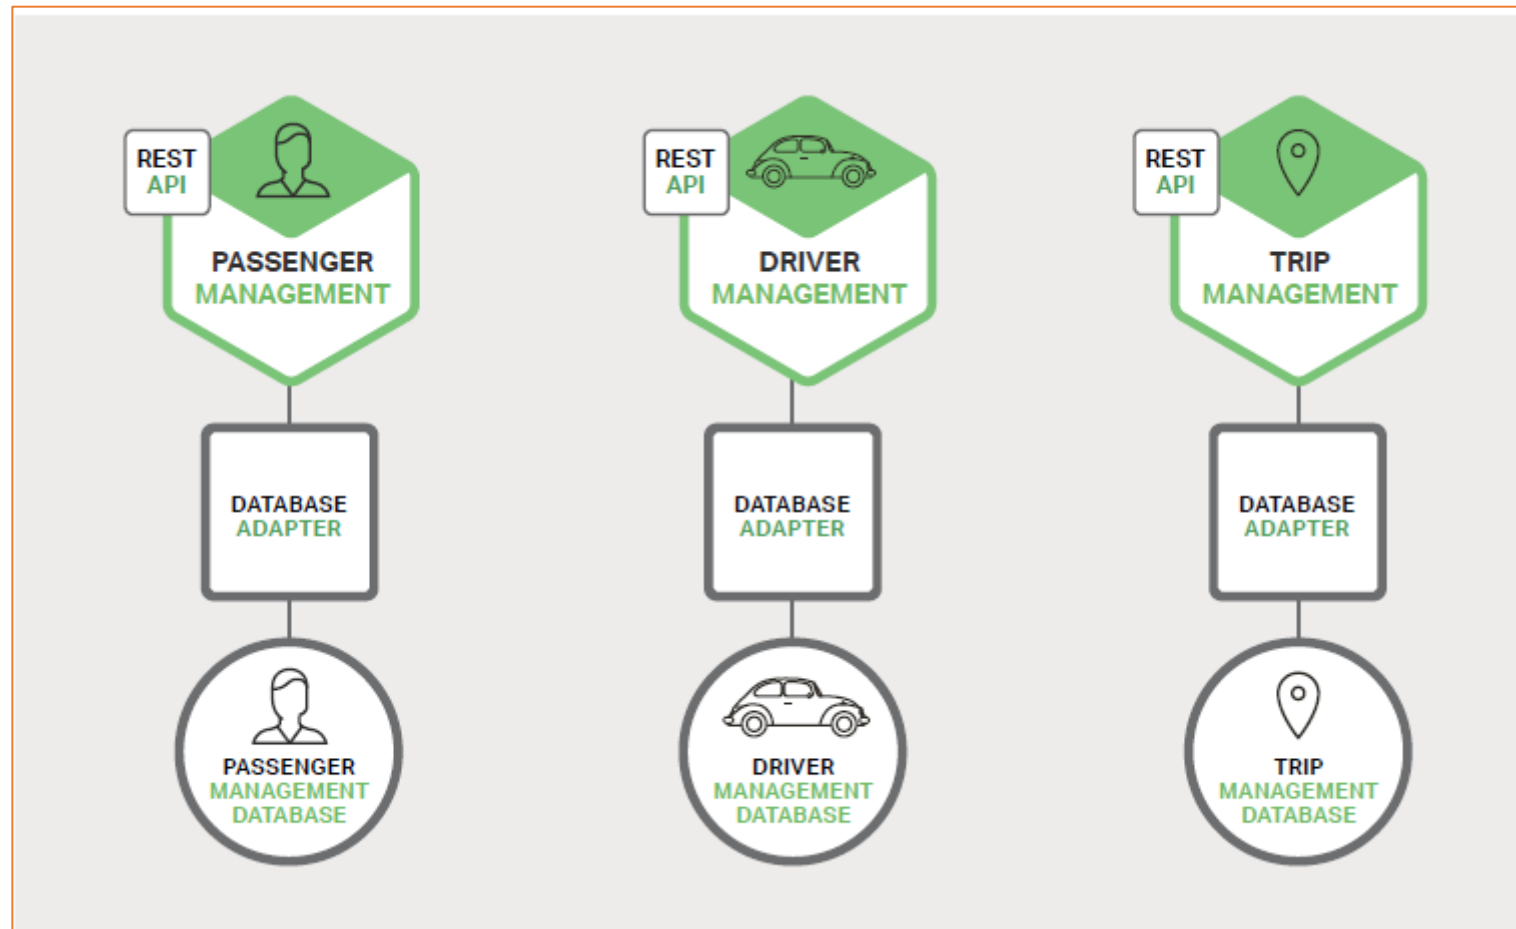 REST
API
PASSENGER
MANAGEMENT
DATABASE
ADAPTER
PASSENGER
MANAGEMENT
DATABASE
REST
API
DRIVER
MANAGEMENT
DATABASE
ADAPTER
DRIVER
MANAGEMENT
DATABASE
REST
API
TRIP
MANAGEMENT
DATABASE
ADAPTER
TRIP
MANAGEMENT
DATABASE